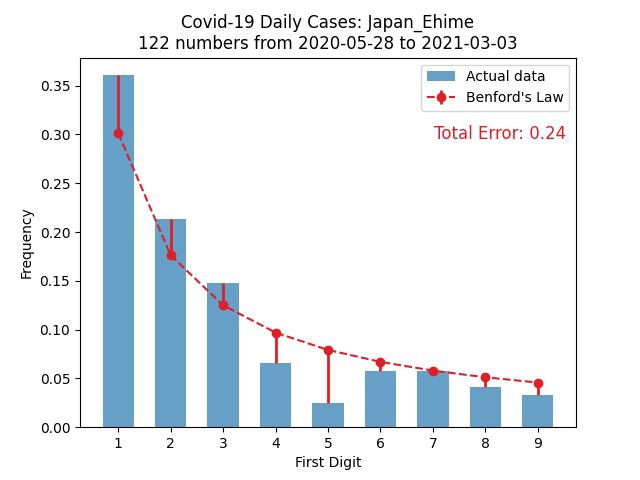 Covid-19 Daily Cases: Japan_Ehime
122 numbers from 2020-05-28 to 2021-03-03
Actual data
Benford's Law
Total Error: 0.24
Frequency
0.35
0.30
0.25
0.20
0.15
0.10
0.05
0.00
1 2 3 4 5 6 7 8 9
First Digit